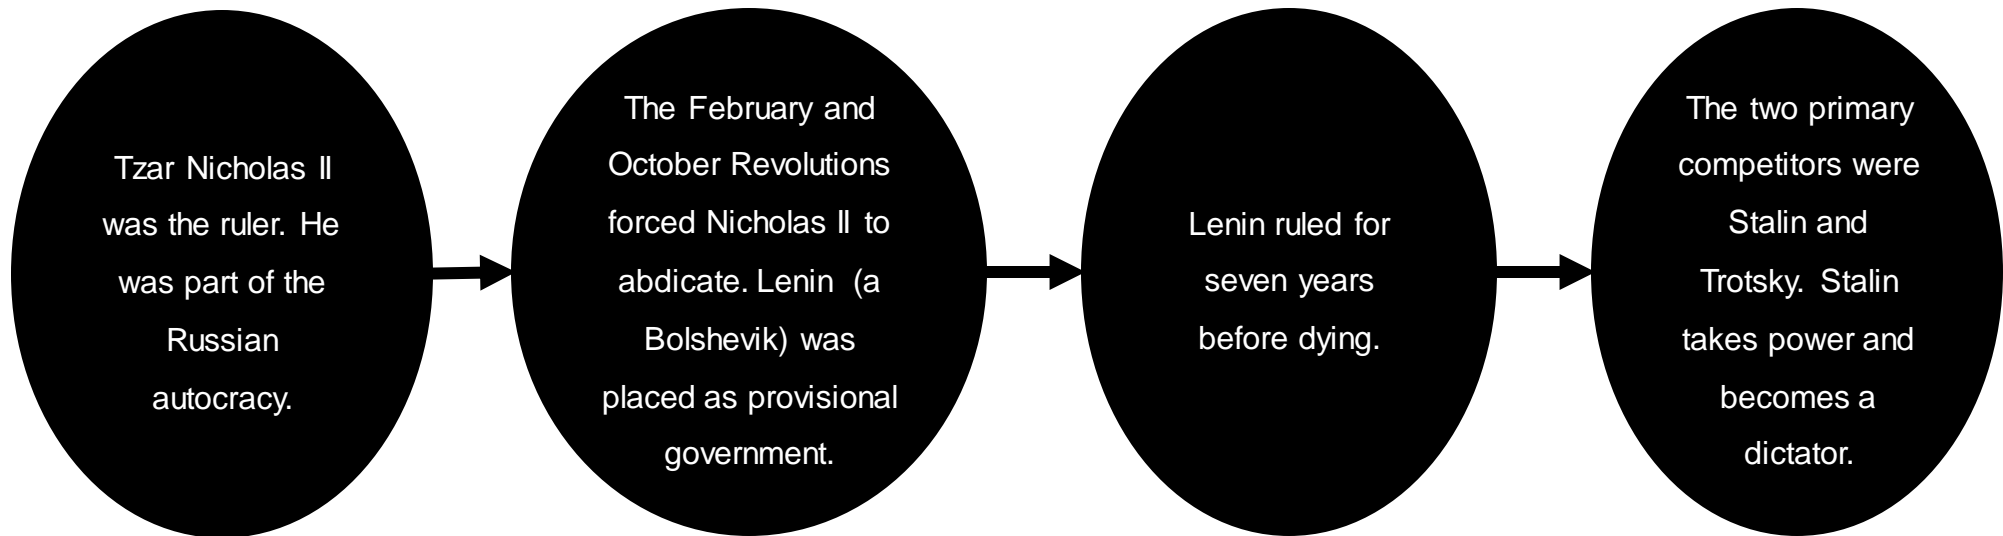 Tzar Nicholas II
was the ruler. He
was part of the
Russian
autocracy.
The February and
October Revolutions
forced Nicholas II to
abdicate. Lenin (a
Bolshevik) was
placed as provisional
government.
Lenin ruled for
seven years
before dying.
The two primary
competitors were
Stalin and
Trotsky. Stalin
takes power and
becomes a
dictator.